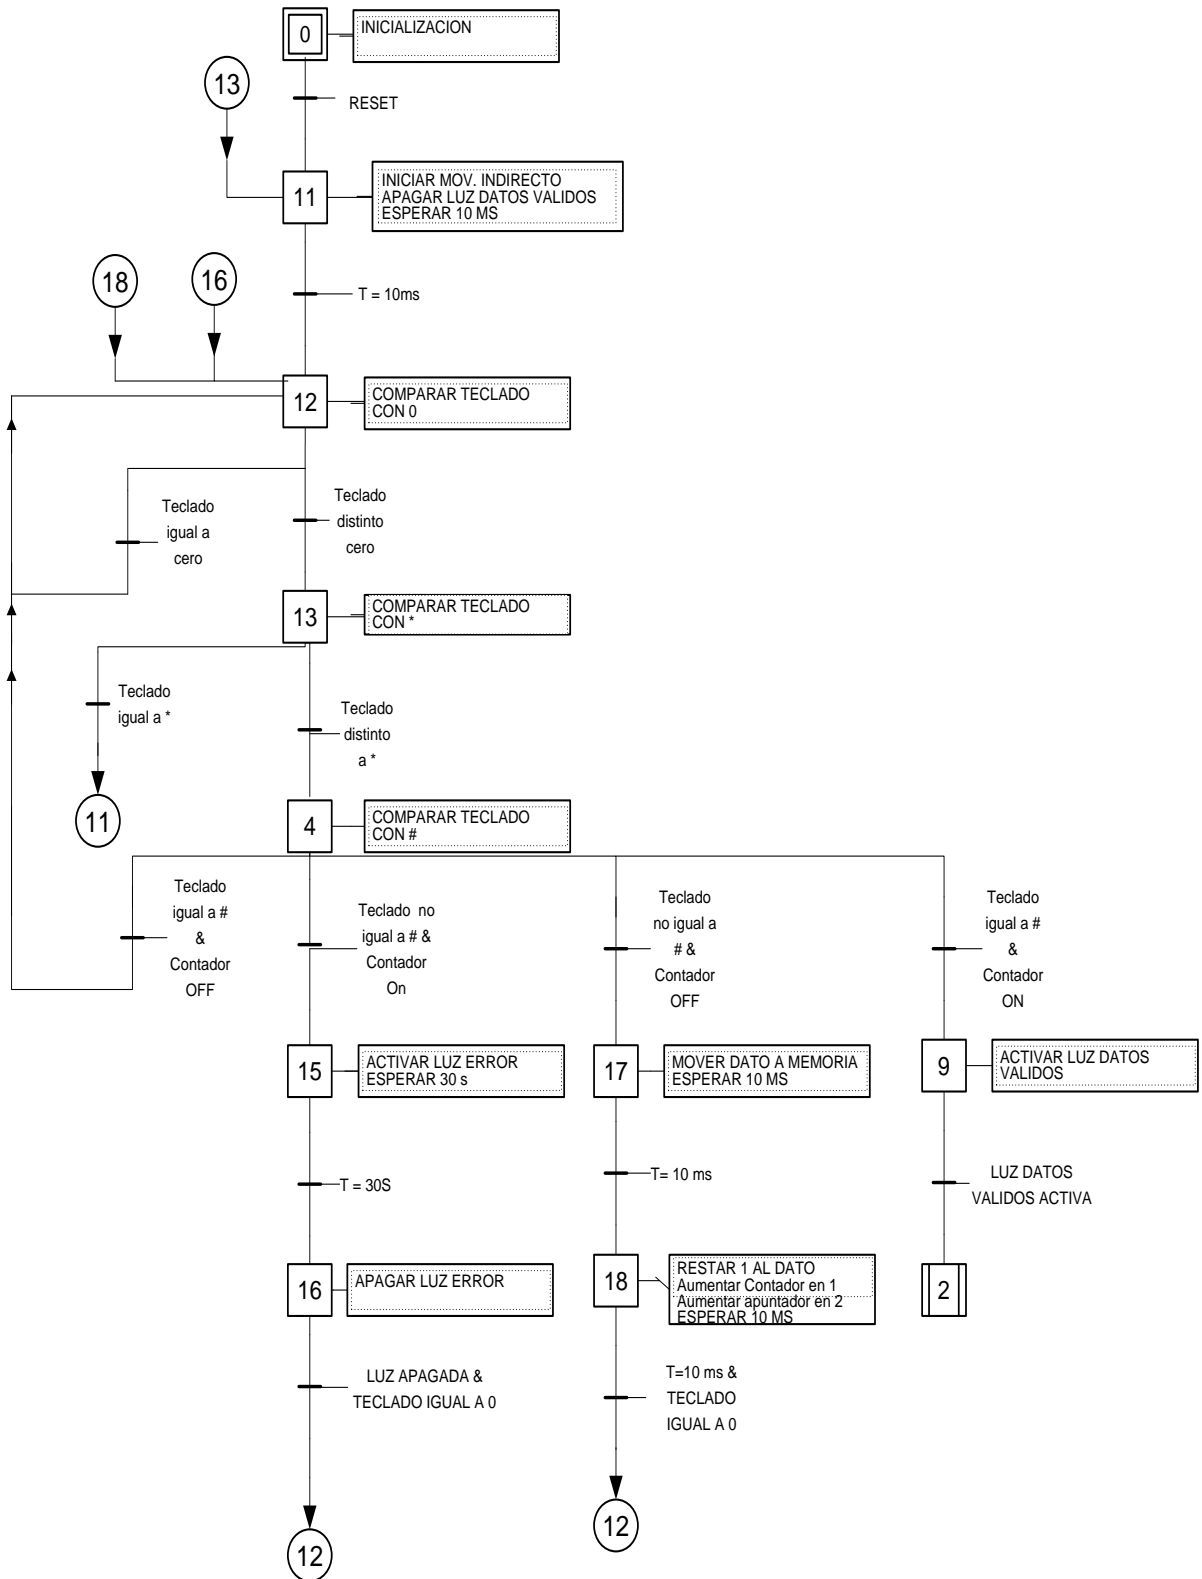 0
INICIALIZACION
13
RESET
11
INICIAR MOV. INDIRECTO
APAGAR LUZ DATOS VALIDOS
ESPERAR 10 MS
18
16
T = 10ms
12
COMPARAR TECLADO
CON 0
Teclado
igual a
cero
Teclado
distinto
cero
13
COMPARAR TECLADO
CON *
Teclado
igual a *
Teclado
distinto
a *
11
4
COMPARAR TECLADO
CON #
Teclado
igual a #
&
Contador
OFF
Teclado no
igual a # &
Contador
On
Teclado
no igual a
# &
Contador
OFF
Teclado
igual a #
&
Contador
ON
15
ACTIVAR LUZ ERROR
ESPERAR 30 s
17
MOVER DATO A MEMORIA
ESPERAR 10 MS
9
ACTIVAR LUZ DATOS
VALIDOS
T = 30S
T= 10 ms
LUZ DATOS
VALIDOS ACTIVA
16
APAGAR LUZ ERROR
18
RESTAR 1 AL DATO
Aumentar Contador en 1
Aumentar apuntador en 2
ESPERAR 10 MS
2
LUZ APAGADA &
TECLADO IGUAL A 0
T=10 ms &
TECLADO
IGUAL A 0
12
12